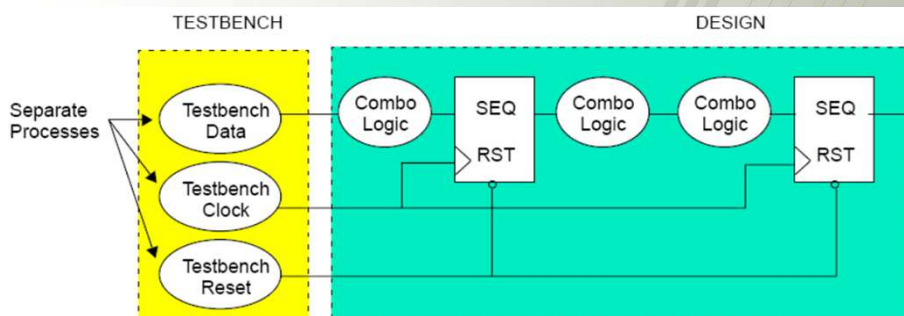 TESTBENCH
DESIGN
Separate
Processes
Testbench
Data
Combo
Logic
SEQ
RST
Combo
Logic
Combo
Logic
SEQ
RST
Testbench
Clock
Testbench
Reset